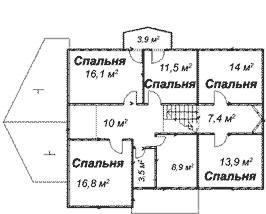 3.9 м²
Спальня
16,1 м²
11,5 м²
Спальня
14 м²
Спальня
10 м²
7.4 м²
Спальня
16,8 м²
3.5 м²
8,9 м²
13,9 м²
Спальня